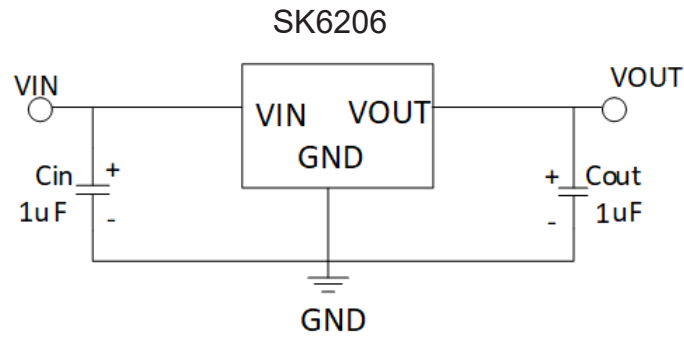 SK6206
VIN
VOUT
VIN VOUT
GND
Cin
+
1uF
-
+
Cout
1uF
-
GND